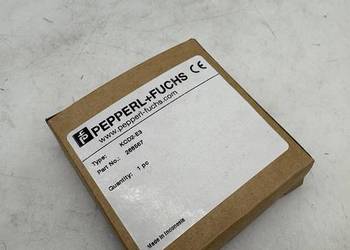 PEPPERL+FUCHS CE
www.pepperl-fuchs.com
Type: KCD2-E3
Part No.:
Quantity: 1 pc
Made in Indonesia